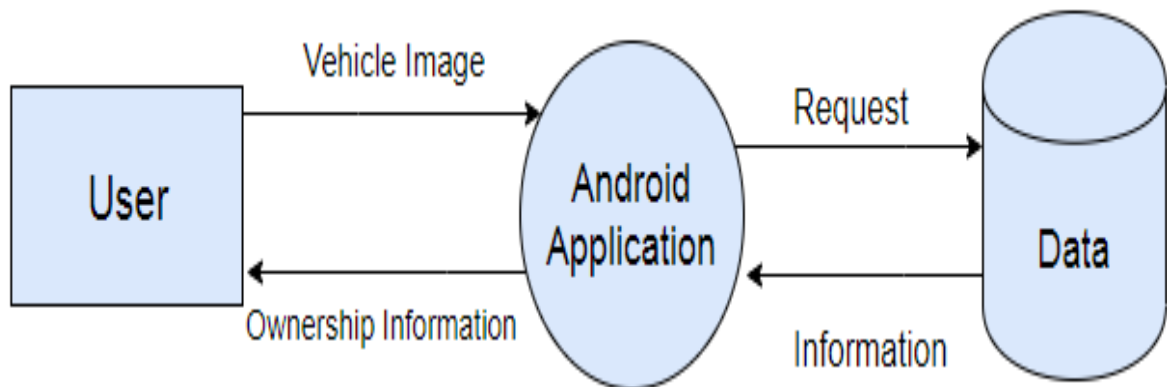 Vehicle Image
Request
User
Android
Application
Data
Ownership Information
Information